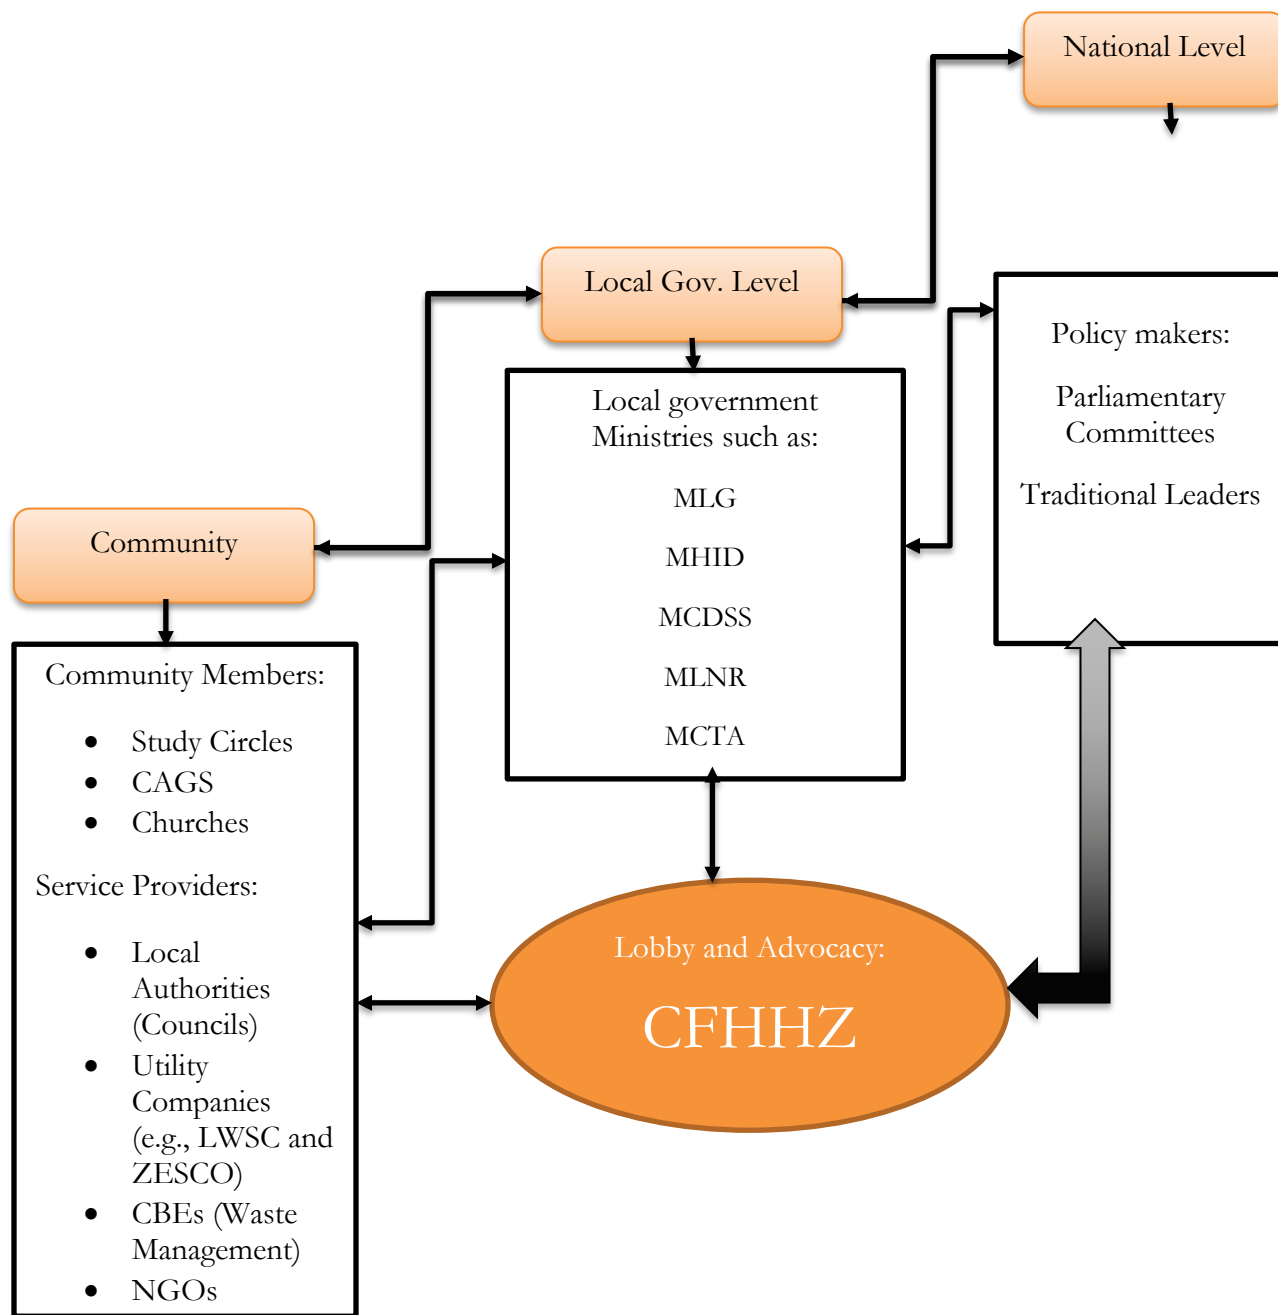 National Level
Local Gov. Level
Policy makers:
Parliamentary
Committees
Traditional Leaders
Local government
Ministries such as:
MLG
MHID
MCDSS
MLNR
MCTA
Community
Community Members:
• Study Circles
• CAGS
• Churches
Service Providers:
• Local
Authorities
(Councils)
• Utility
Companies
(e.g., LWSC and
ZESCO)
• CBEs (Waste
Management)
• NGOs
Lobby and Advocacy:
CFHHZ